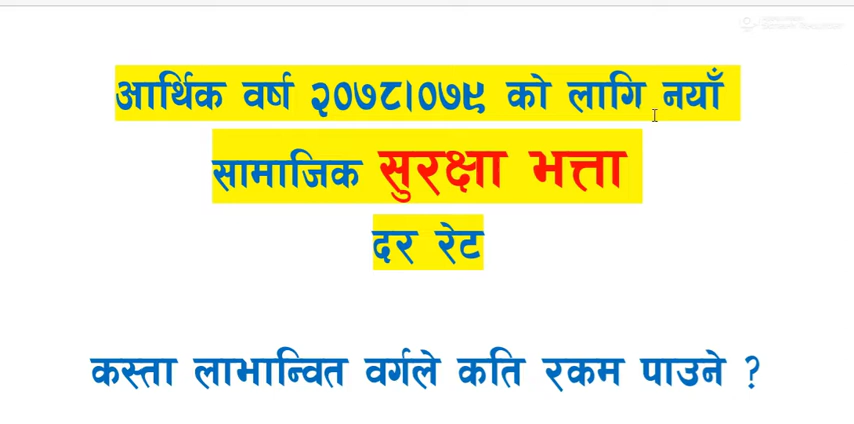 आर्थिक वर्ष २०७८।०७९ को लागि नयाँ
सामाजिक सुरक्षा भत्ता
दर रेट
कस्ता लाभान्वित वर्गले कति रकम पाउने ?